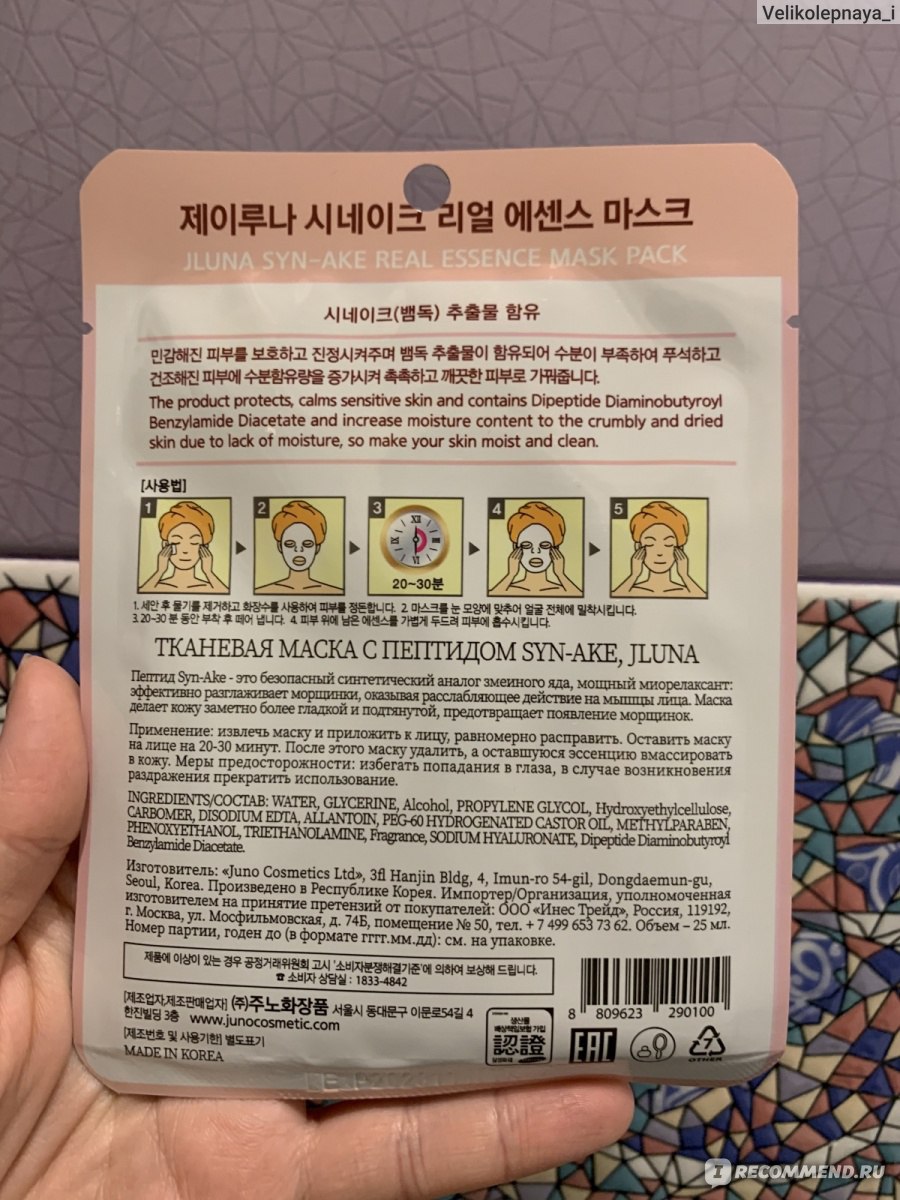 Velikolepnaya_i
제이루나 시네이크 리얼 에센스 마스크
JLUNA SYN-AKE REAL ESSENCE MASK PACK
시네이크(뱀독) 추출물 함유
민감해진 피부를 보호하고 진정시켜주며 뱀독 추출물이 함유되어 수분이 부족하여 푸석하고
건조해진 피부에 수분함유량을 증가시켜 촉촉하고 깨끗한 피부로 가꿔줍니다.
The product protects, calms sensitive skin and contains Dipeptide Diaminobutyroyl
Benzylamide Diacetate and increase moisture content to the crumbly and dried
skin due to lack of moisture, so make your skin moist and clean.
[사용법]
1 2 3 4 5
XII III VI IX
20~30분
1. 세안 후 물기를 제거하고 화장수를 사용하여 피부를 정돈합니다. 2. 마스크를 눈 모양에 맞추어 얼굴 전체에 밀착시킵니다.
3. 20~30 분 동안 부착 후 떼어 냅니다. 4. 피부 위에 남은 에센스를 가볍게 두드려 피부에 흡수시킵니다.
ТКАНЕВАЯ МАСКА С ПЕПТИДОМ SYN-AKE, JLUNA
Пептид Syn-Ake - это безопасный синтетический аналог змеиного яда, мощный миорелаксант:
эффективно разглаживает морщинки, оказывая расслабляющее действие на мышцы лица. Маска
делает кожу заметно более гладкой и подтянутой, предотвращает появление морщинок.
Применение: извлечь маску и приложить к лицу, равномерно расправить. Оставить маску
на лице на 20-30 минут. После этого маску удалить, а оставшуюся эссенцию вмассировать
в кожу. Меры предосторожности: избегать попадания в глаза, в случае возникновения
раздражения прекратить использование.
INGREDIENTS/СОСТАВ: WATER, GLYCERINE, Alcohol, PROPYLENE GLYCOL, Hydroxyethylcellulose,
CARBOMER, DISODIUM EDTA, ALLANTOIN, PEG-60 HYDROGENATED CASTOR OIL, METHYLPARABEN,
PHENOXYETHANOL, TRIETHANOLAMINE, Fragrance, SODIUM HYALURONATE, Dipeptide Diaminobutyroyl
Benzylamide Diacetate.
Изготовитель: «Juno Cosmetics Ltd», 3fl Hanjin Bldg, 4, Imun-ro 54-gil, Dongdaemun-gu,
Seoul, Korea. Произведено в Республике Корея. Импортер/Организация, уполномоченная
изготовителем на принятие претензий от покупателей: ООО «Инес Трейд», Россия, 119192,
г. Москва, ул. Мосфильмовская, д. 74Б, помещение № 50, тел. + 7 499 653 73 62. Объем – 25 мл.
Номер партии, годен до (в формате гггг.мм.дд): см. на упаковке.
제품에 이상이 있는 경우 공정거래위원회 고시 '소비자분쟁해결기준'에 의하여 보상해 드립니다.
☎ 소비자 상담실 : 1833-4842
[제조업자,제조판매업자] (주)주노화장품 서울시 동대문구 이문로54길 4
한진빌딩 3층 www.junocosmetic.com
[제조번호 및 사용기한] 별도표기
MADE IN KOREA
생산물
배상책임보험 가입
認證
EAC
7
OTHER
8 809623 290100
RECOMMEND.RU